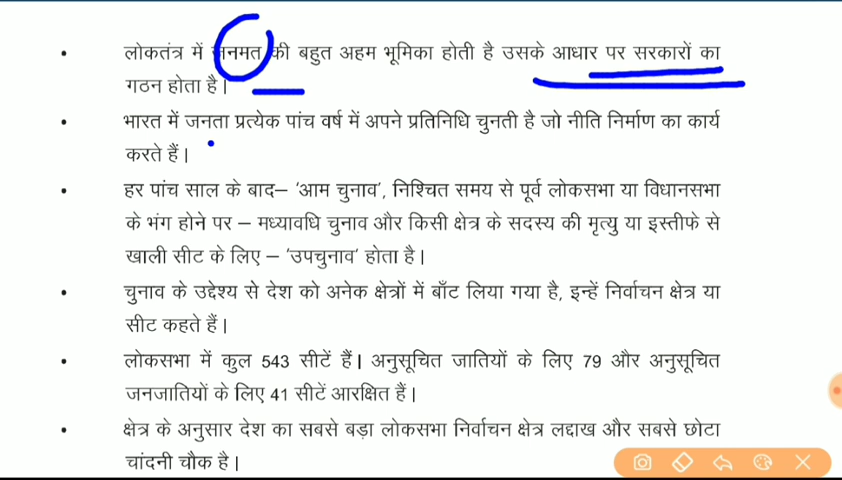 • लोकतंत्र में जनमत की बहुत अहम भूमिका होती है उसके आधार पर सरकारों का
गठन होता है।
• भारत में जनता प्रत्येक पांच वर्ष में अपने प्रतिनिधि चुनती है जो नीति निर्माण का कार्य
करते हैं।
• हर पांच साल के बाद– 'आम चुनाव', निश्चित समय से पूर्व लोकसभा या विधानसभा
के भंग होने पर – मध्यावधि चुनाव और किसी क्षेत्र के सदस्य की मृत्यु या इस्तीफे से
खाली सीट के लिए – 'उपचुनाव' होता है।
• चुनाव के उद्देश्य से देश को अनेक क्षेत्रों में बाँट लिया गया है, इन्हें निर्वाचन क्षेत्र या
सीट कहते हैं।
• लोकसभा में कुल 543 सीटें हैं। अनुसूचित जातियों के लिए 79 और अनुसूचित
जनजातियों के लिए 41 सीटें आरक्षित हैं।
• क्षेत्र के अनुसार देश का सबसे बड़ा लोकसभा निर्वाचन क्षेत्र लद्दाख और सबसे छोटा
चांदनी चौक है।